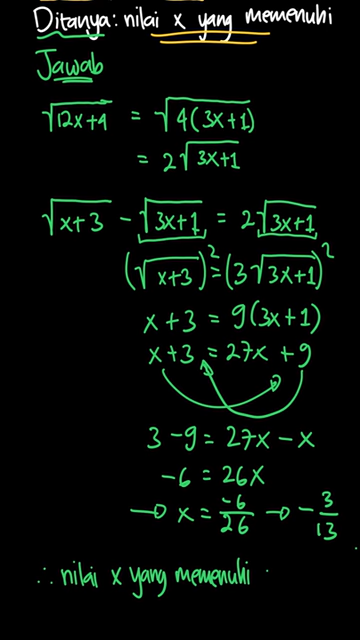 Ditanya: nilai x yang memenuhi
Jawab
√(12x+4) = √(4(3x+1))
= 2√(3x+1)
√(x+3) - √(3x+1) = 2√(3x+1)
(√(x+3))² = (3√(3x+1))²
x+3 = 9(3x+1)
x+3 = 27x+9
3-9 = 27x-x
-6 = 26x
→ x = -6/26 → -3/13
∴ nilai x yang memenuhi